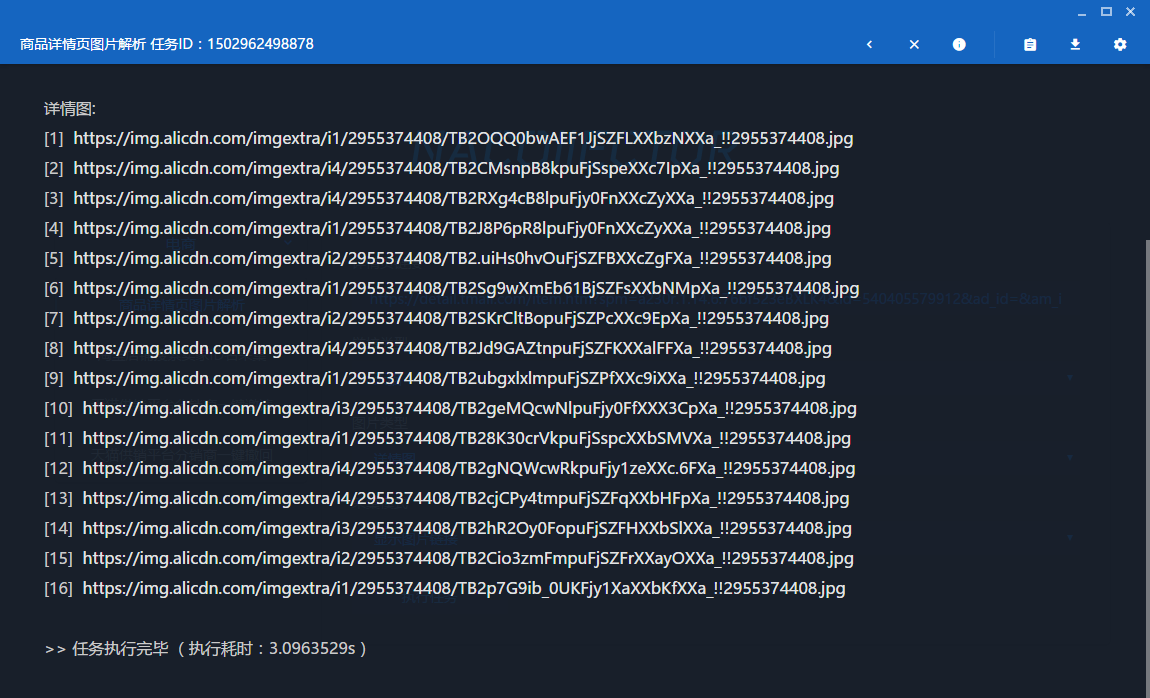 商品详情页图片解析 任务ID：1502962498878
详情图:
[1] https://img.alicdn.com/imgextra/i1/2955374408/TB2OQQ0bwAEF1JjSZFLXXbzNXXa_!!2955374408.jpg
[2] https://img.alicdn.com/imgextra/i4/2955374408/TB2CMsnpB8kpuFjSspeXXc7lpXa_!!2955374408.jpg
[3] https://img.alicdn.com/imgextra/i4/2955374408/TB2RXg4cB8lpuFjy0FnXXcZyXXa_!!2955374408.jpg
[4] https://img.alicdn.com/imgextra/i1/2955374408/TB2J8P6pR8lpuFjy0FnXXcZyXXa_!!2955374408.jpg
[5] https://img.alicdn.com/imgextra/i2/2955374408/TB2.uiHs0hvOuFjSZFBXXcZgFXa_!!2955374408.jpg
[6] https://img.alicdn.com/imgextra/i1/2955374408/TB2Sg9wXmEb61BjSZFsXXbNMpXa_!!2955374408.jpg
[7] https://img.alicdn.com/imgextra/i2/2955374408/TB2SKrCltBopuFjSZPcXXc9EpXa_!!2955374408.jpg
[8] https://img.alicdn.com/imgextra/i4/2955374408/TB2Jd9GAZtnpuFjSZFKXXalFFXa_!!2955374408.jpg
[9] https://img.alicdn.com/imgextra/i1/2955374408/TB2ubgxlxlmpuFjSZPfXXc9iXXa_!!2955374408.jpg
[10] https://img.alicdn.com/imgextra/i3/2955374408/TB2geMQcwNlpuFjy0FfXXX3CpXa_!!2955374408.jpg
[11] https://img.alicdn.com/imgextra/i1/2955374408/TB28K30crVkpuFjSspcXXbSMVXa_!!2955374408.jpg
[12] https://img.alicdn.com/imgextra/i4/2955374408/TB2gNQWcwRkpuFjy1zeXXc.6FXa_!!2955374408.jpg
[13] https://img.alicdn.com/imgextra/i4/2955374408/TB2cjCPy4tmpuFjSZFqXXbHFpXa_!!2955374408.jpg
[14] https://img.alicdn.com/imgextra/i3/2955374408/TB2hR2Oy0FopuFjSZFHXXbSlXXa_!!2955374408.jpg
[15] https://img.alicdn.com/imgextra/i2/2955374408/TB2Cio3zmFmpuFjSZFrXXayOXXa_!!2955374408.jpg
[16] https://img.alicdn.com/imgextra/i1/2955374408/TB2p7G9ib_0UKFjy1XaXXbKfXXa_!!2955374408.jpg
>> 任务执行完毕（ 执行耗时：3.0963529s ）